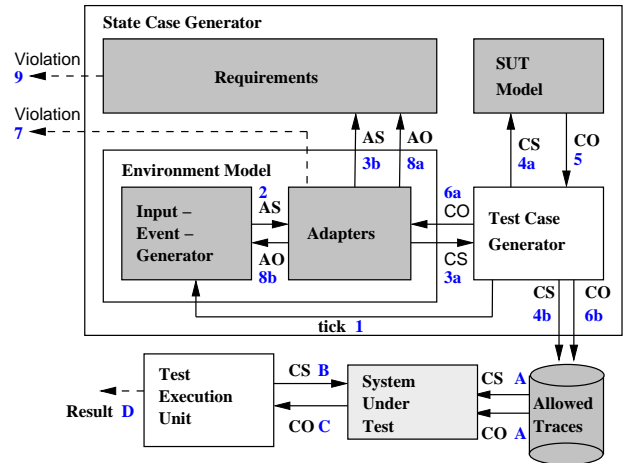 State Case Generator
Violation
9
Requirements
SUT
Model
Violation
7
AS
3b
AO
8a
CS
4a
CO
5
Environment Model
2
AS
6a
CO
Input –
Event –
Generator
Adapters
Test Case
Generator
AO
8b
CS
3a
CS
4b
CO
6b
tick 1
Test
Execution
Unit
CS B
System
Under
Test
CS A
Allowed
Traces
Result D
CO C
CO A